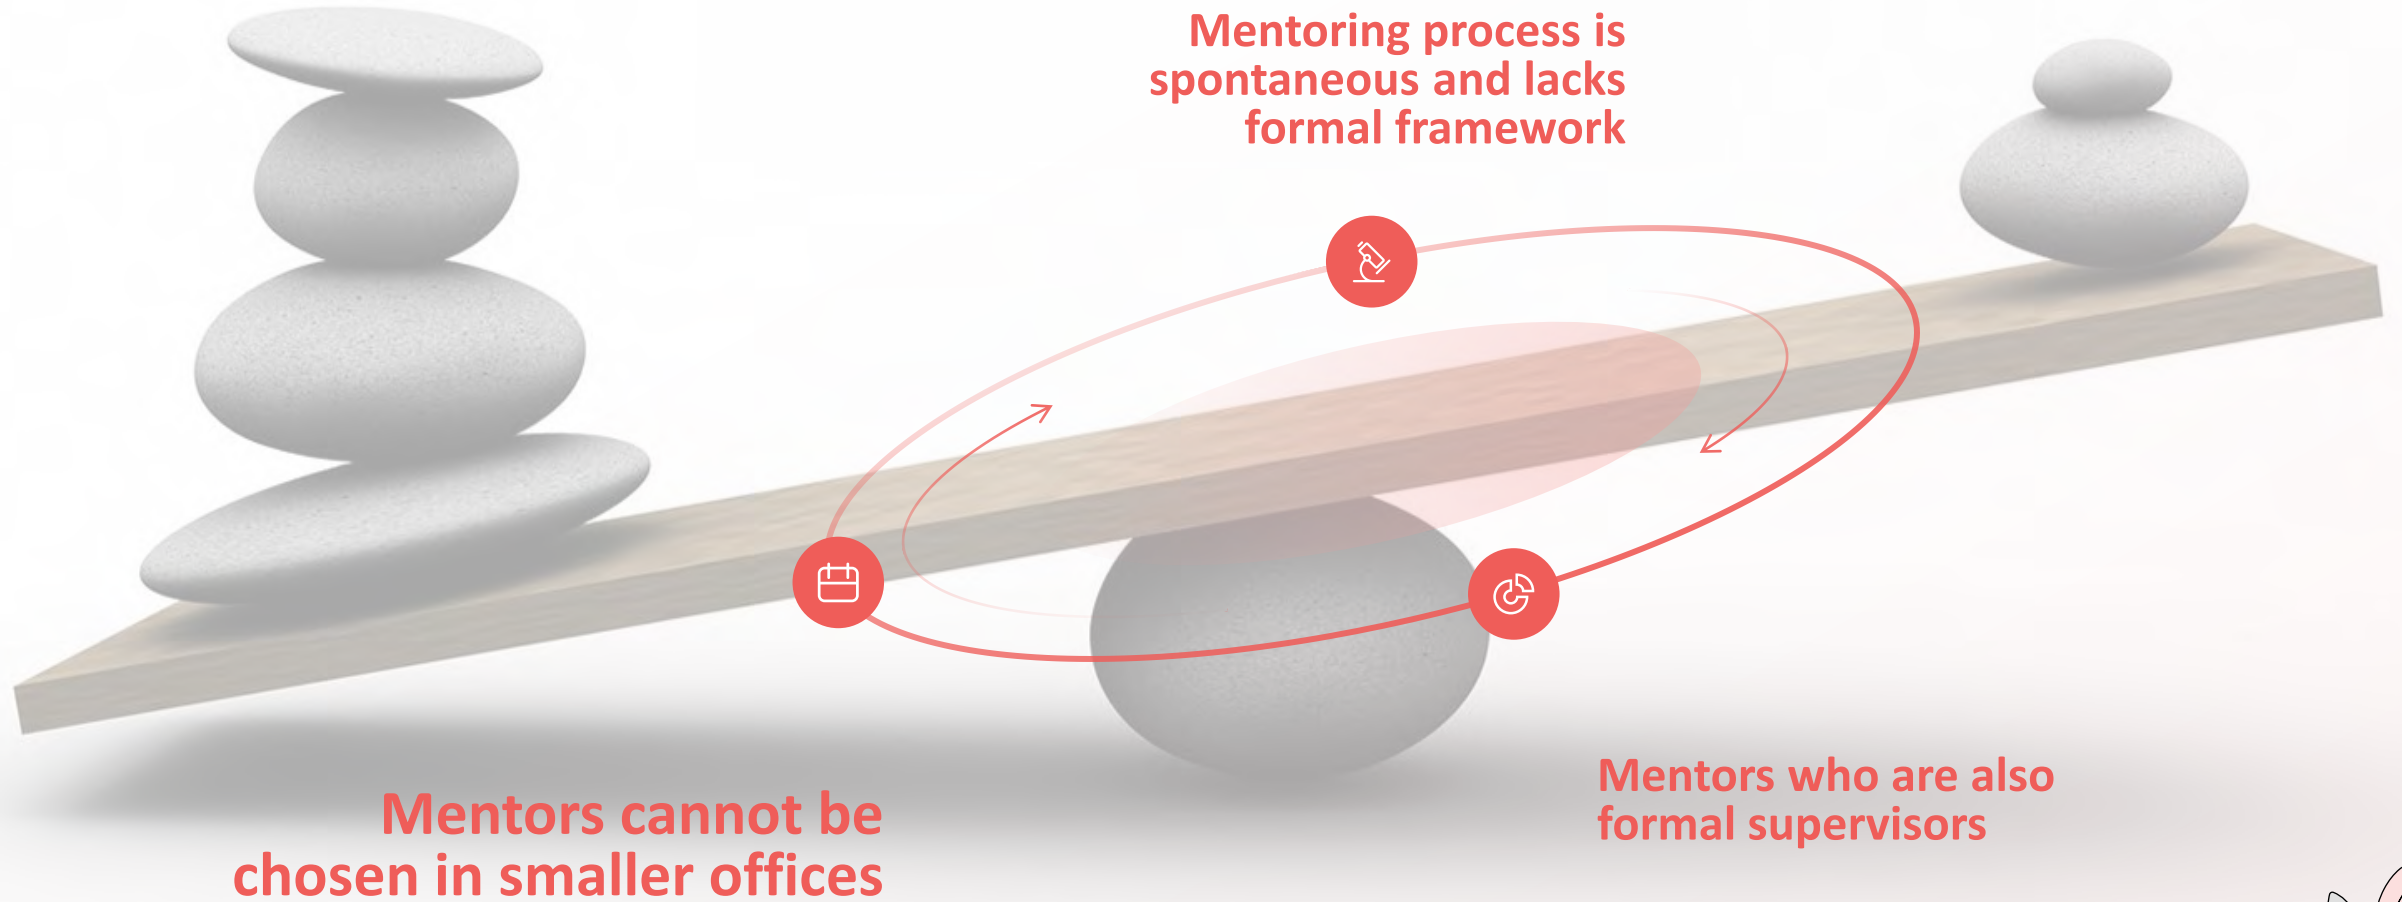 Mentoring process is
spontaneous and lacks
formal framework
Mentors who are also
formal supervisors
Mentors cannot be
chosen in smaller offices